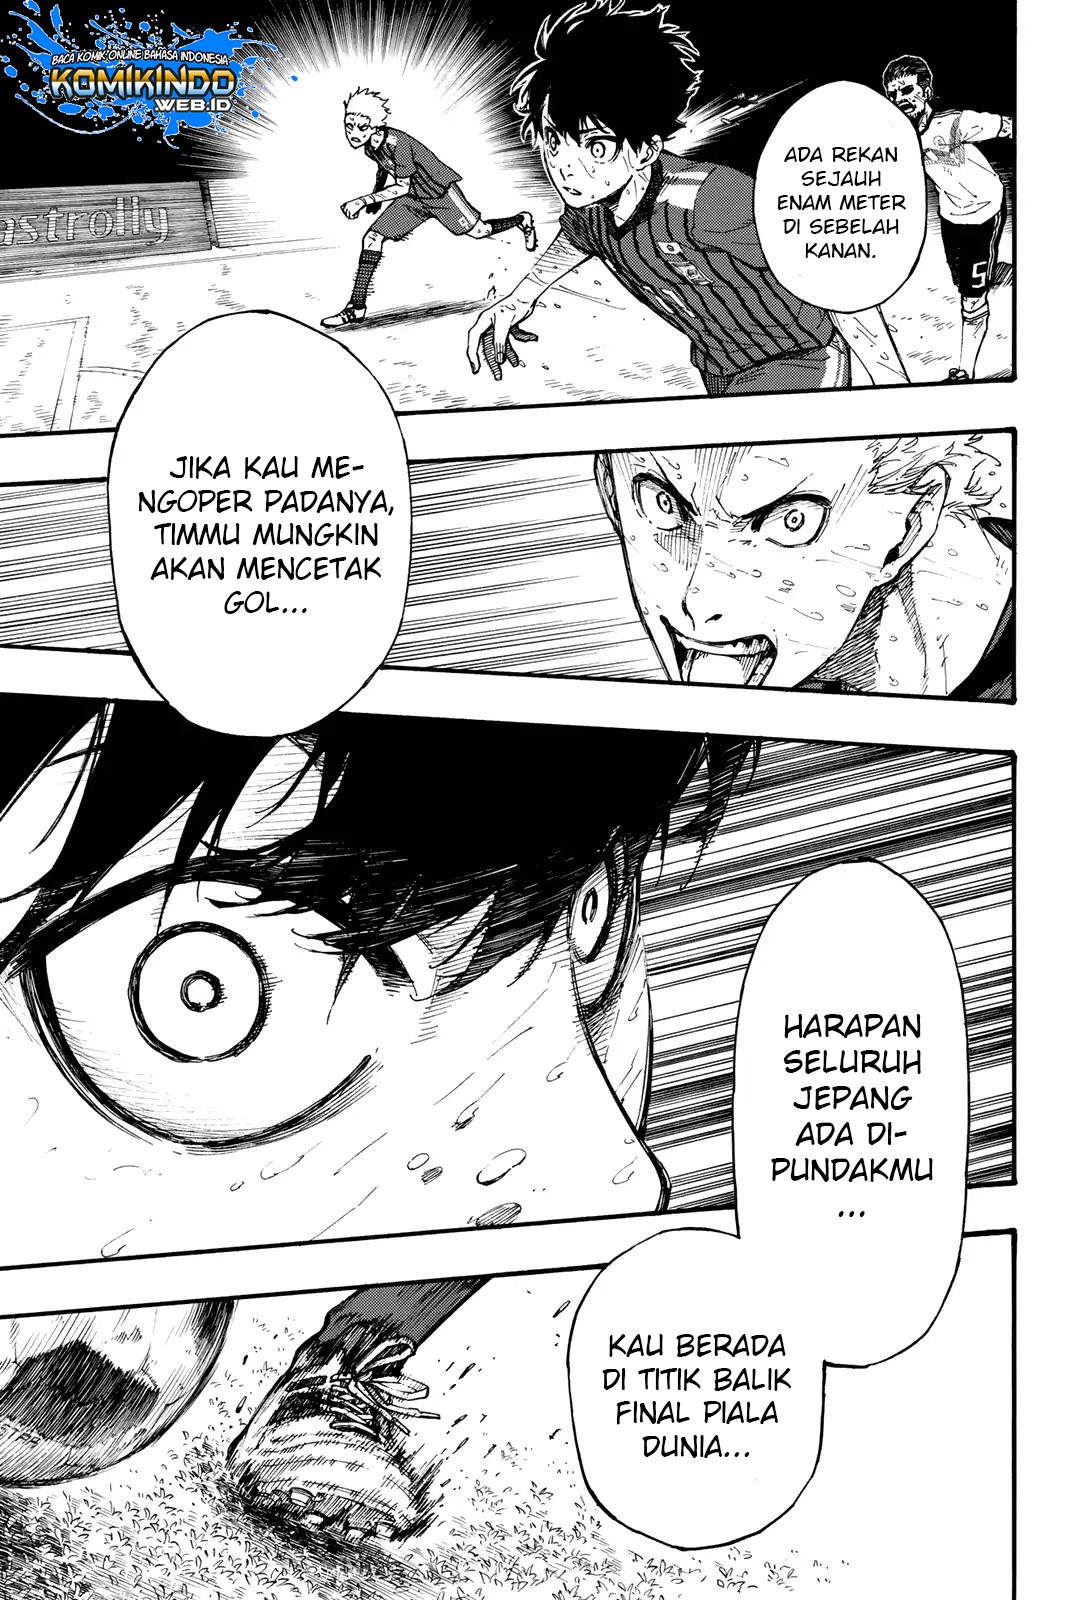 BACA KOMIK ONLINE BAHASA INDONESIA
KOMIKINDO
WEB.ID
astrolly
ADA REKAN
SEJAUH
ENAM METER
DI SEBELAH
KANAN.
5
JIKA KAU ME-
NGOPER PADANYA,
TIMMU MUNGKIN
AKAN MENCETAK
GOL...
HARAPAN
SELURUH
JEPANG
ADA DI-
PUNDAKMU
...
KAU BERADA
DI TITIK BALIK
FINAL PIALA
DUNIA...